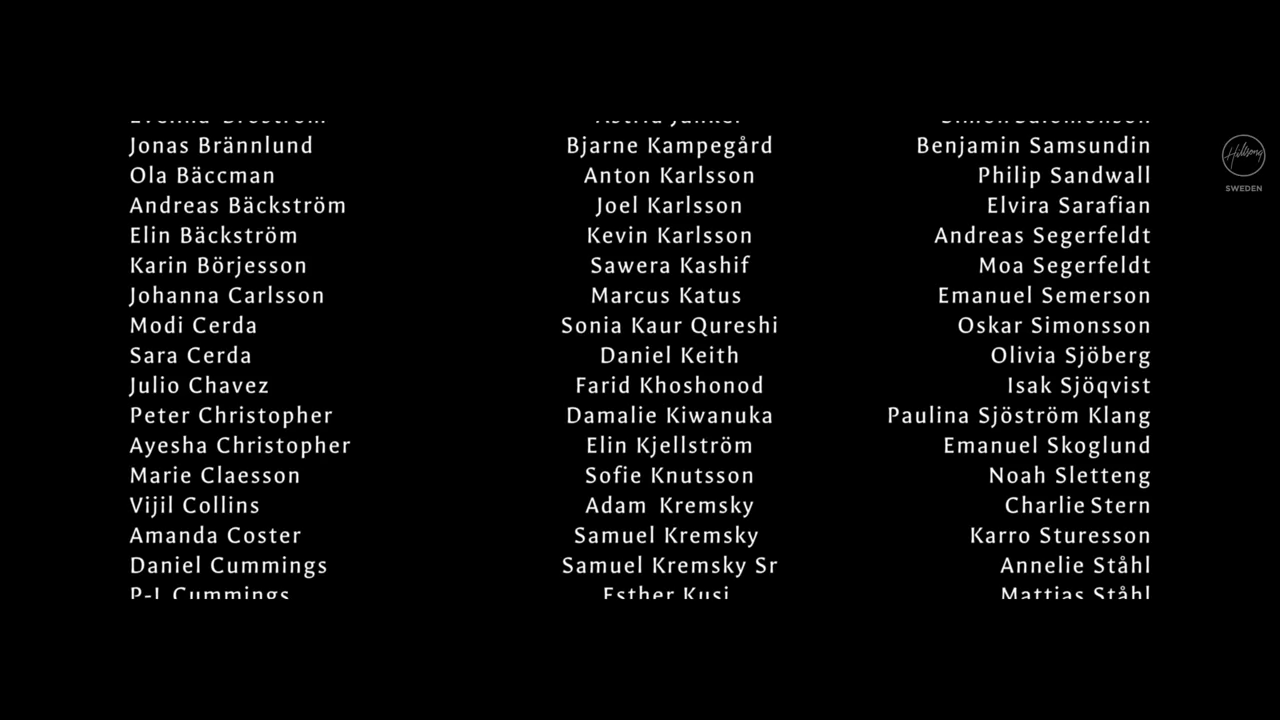 Jonas Brännlund
Ola Bäccman
Andreas Bäckström
Elin Bäckström
Karin Börjesson
Johanna Carlsson
Modi Cerda
Sara Cerda
Julio Chavez
Peter Christopher
Ayesha Christopher
Marie Claesson
Vijil Collins
Amanda Coster
Daniel Cummings
Cummings
Bjarne Kampegård
Anton Karlsson
Joel Karlsson
Kevin Karlsson
Sawera Kashif
Marcus Katus
Sonia Kaur Qureshi
Daniel Keith
Farid Khoshonod
Damalie Kiwanuka
Elin Kjellström
Sofie Knutsson
Adam Kremsky
Samuel Kremsky
Samuel Kremsky Sr
Esther Kusi
Benjamin Samsundin
Philip Sandwall
Elvira Sarafian
Andreas Segerfeldt
Moa Segerfeldt
Emanuel Semerson
Oskar Simonsson
Olivia Sjöberg
Isak Sjöqvist
Paulina Sjöström Klang
Emanuel Skoglund
Noah Sletteng
Charlie Stern
Karro Sturesson
Annelie Ståhl
Mattias Ståhl
Hillsong
SWEDEN